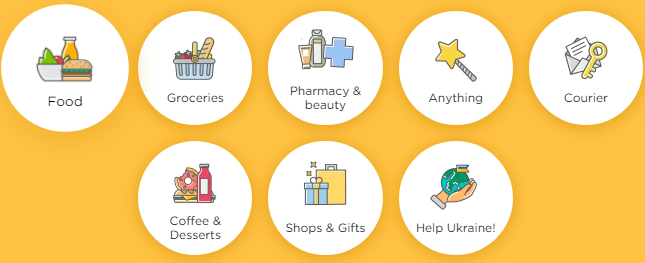 Food
Groceries
Pharmacy &
beauty
Anything
Courier
Coffee &
Desserts
Shops & Gifts
Help Ukraine!